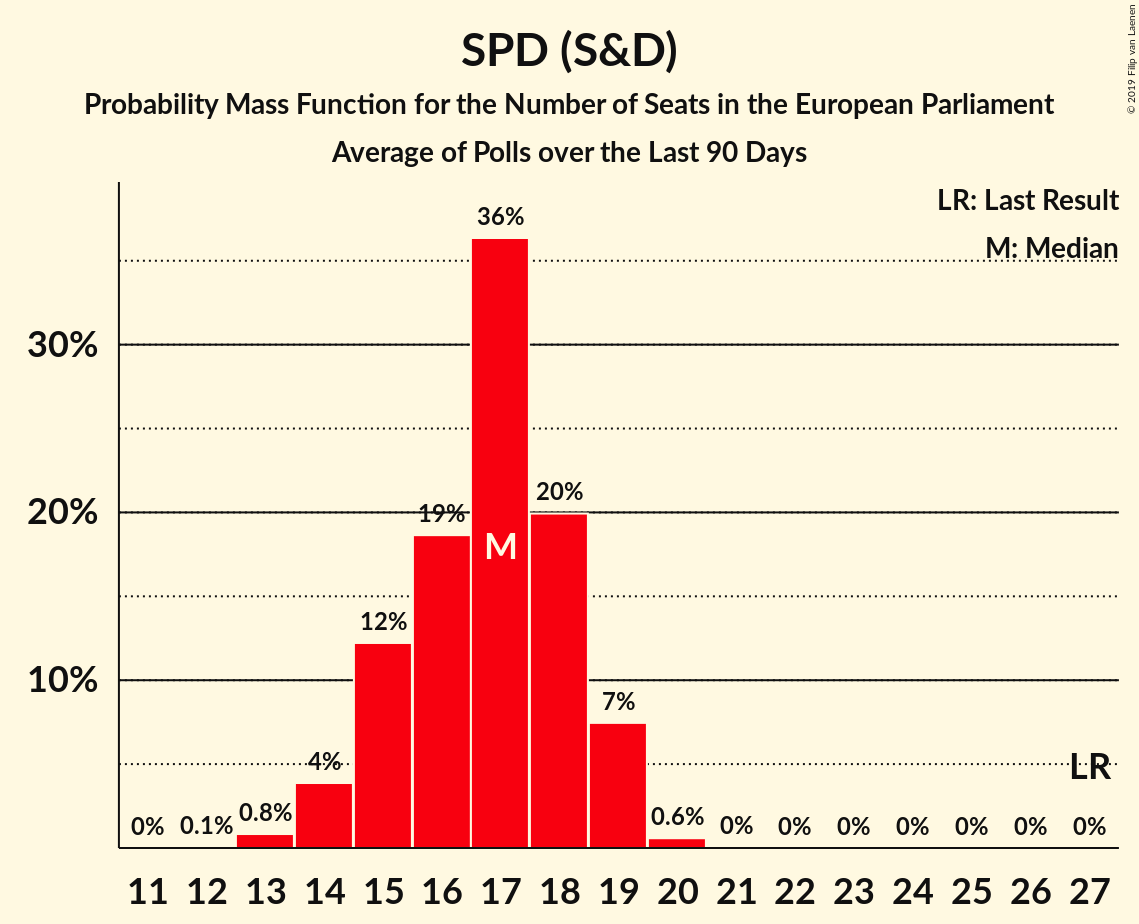 SPD (S&D)
Probability Mass Function for the Number of Seats in the European Parliament
Average of Polls over the Last 90 Days
© 2019 Filip van Laenen
LR: Last Result
M: Median
36%
30%
20%
20%
19%
M
12%
10%
7%
4%
LR
0%
0.1%
0.8%
0.6%
0%
0%
0%
0%
0%
0%
0%
11 12 13 14 15 16 17 18 19 20 21 22 23 24 25 26 27